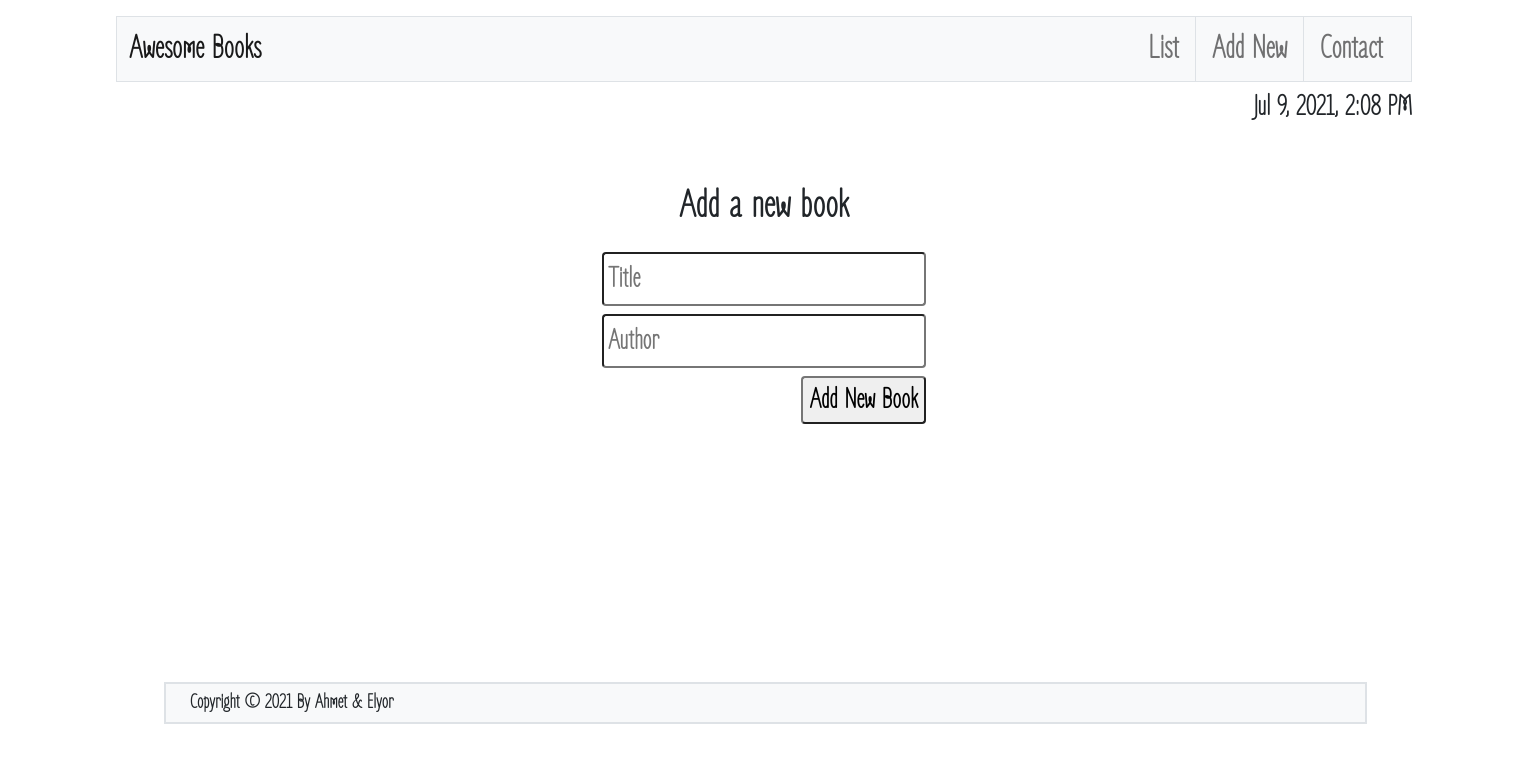 Awesome Books List Add New Contact
Jul 9, 2021, 2:08 PM
Add a new book
Title
Author
Add New Book
Copyright © 2021 By Ahmet & Elyor